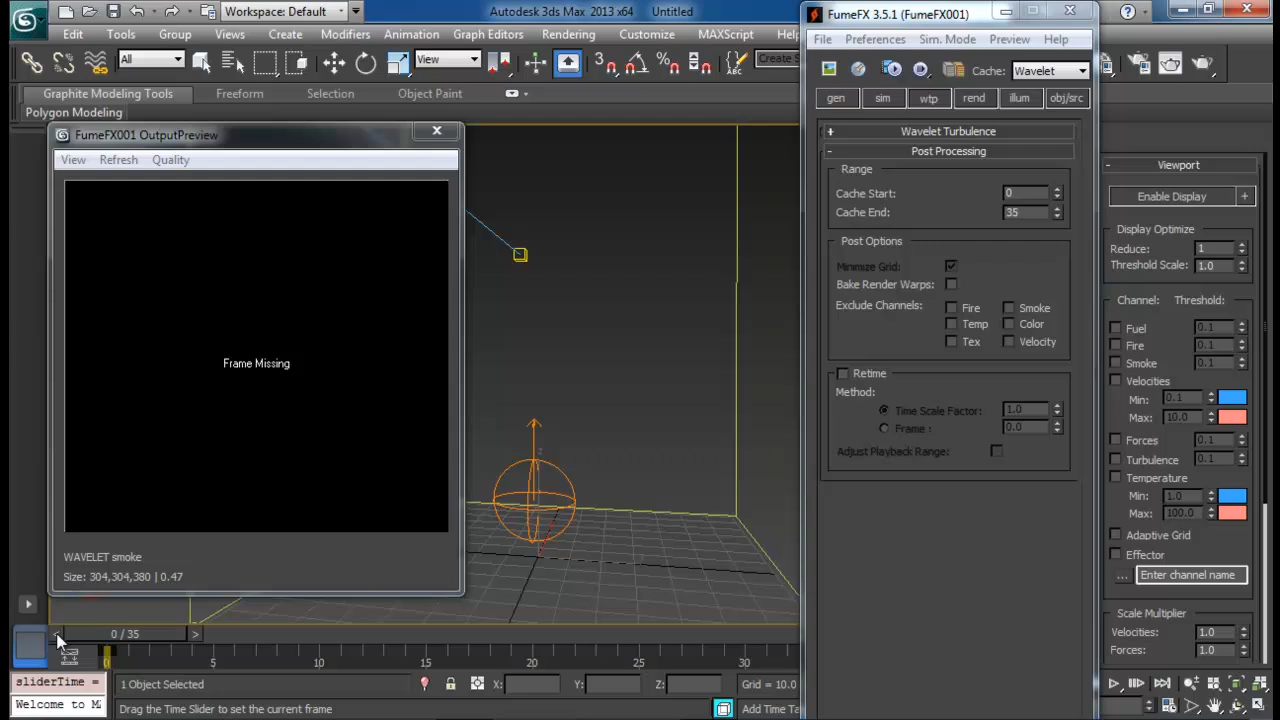 Workspace: Default
Autodesk 3ds Max 2013 x64 Untitled
FumeFX 3.5.1 (FumeFX001)
Edit Tools Group Views Create Modifiers Animation Graph Editors Rendering Customize MAXScript
File Preferences Sim. Mode Preview Help
Help
All
View
Create Se
Cache: Wavelet
Graphite Modeling Tools Freeform Selection Object Paint
gen sim wtp rend illum obj/src
Polygon Modeling
FumeFX001 OutputPreview
View Refresh Quality
Frame Missing
WAVELET smoke
Size: 304,304,380 | 0.47
+ Wavelet Turbulence
- Post Processing
Range
Cache Start: 0
Cache End: 35
Post Options
Minimize Grid:
Bake Render Warps:
Exclude Channels: Fire Smoke
Temp Color
Tex Velocity
Retime
Method:
Time Scale Factor: 1.0
Frame : 0.0
Adjust Playback Range:
- Viewport
Enable Display +
Display Optimize
Reduce: 1
Threshold Scale: 1.0
Channel: Threshold:
Fuel 0.1
Fire 0.1
Smoke 0.1
Velocities
Min: 0.1
Max: 10.0
Forces 0.1
Turbulence 0.1
Temperature
Min: 1.0
Max: 100.0
Adaptive Grid
Effector
... Enter channel name
Scale Multiplier
Velocities: 1.0
Forces: 1.0
< 0 / 35 >
0 5 10 15 20 25 30
sliderTime =
1 Object Selected
X: Y: Z: Grid = 10.0
Welcome to M
Drag the Time Slider to set the current frame
Add Time Ta